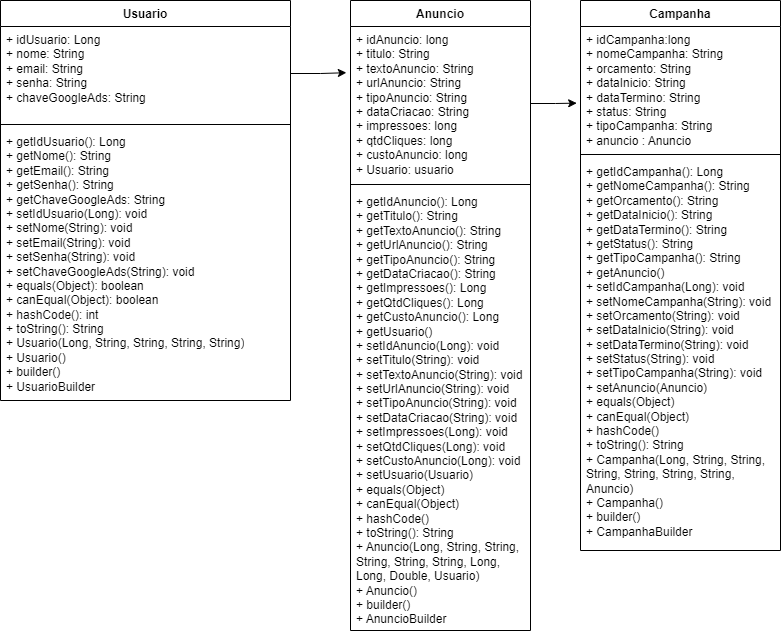 Usuario
+ idUsuario: Long
+ nome: String
+ email: String
+ senha: String
+ chaveGoogleAds: String
+ getIdUsuario(): Long
+ getNome(): String
+ getEmail(): String
+ getSenha(): String
+ getChaveGoogleAds: String
+ setIdUsuario(Long): void
+ setNome(String): void
+ setEmail(String): void
+ setSenha(String): void
+ setChaveGoogleAds(String): void
+ equals(Object): boolean
+ canEqual(Object): boolean
+ hashCode(): int
+ toString(): String
+ Usuario(Long, String, String, String, String)
+ Usuario()
+ builder()
+ UsuarioBuilder
Anuncio
+ idAnuncio: long
+ titulo: String
+ textoAnuncio: String
+ urlAnuncio: String
+ tipoAnuncio: String
+ dataCriacao: String
+ impressoes: long
+ qtdCliques: long
+ custoAnuncio: long
+ Usuario: usuario
+ getIdAnuncio(): Long
+ getTitulo(): String
+ getTextoAnuncio(): String
+ getUrlAnuncio(): String
+ getTipoAnuncio(): String
+ getDataCriacao(): String
+ getImpressoes(): Long
+ getQtdCliques(): Long
+ getCustoAnuncio(): Long
+ getUsuario()
+ setIdAnuncio(Long): void
+ setTitulo(String): void
+ setTextoAnuncio(String): void
+ setUrlAnuncio(String): void
+ setTipoAnuncio(String): void
+ setDataCriacao(String): void
+ setImpressoes(Long): void
+ setQtdCliques(Long): void
+ setCustoAnuncio(Long): void
+ setUsuario(Usuario)
+ equals(Object)
+ canEqual(Object)
+ hashCode()
+ toString(): String
+ Anuncio(Long, String, String,
String, String, String, Long,
Long, Double, Usuario)
+ Anuncio()
+ builder()
+ AnuncioBuilder
Campanha
+ idCampanha:long
+ nomeCampanha: String
+ orcamento: String
+ dataInicio: String
+ dataTermino: String
+ status: String
+ tipoCampanha: String
+ anuncio : Anuncio
+ getIdCampanha(): Long
+ getNomeCampanha(): String
+ getOrcamento(): String
+ getDataInicio(): String
+ getDataTermino(): String
+ getStatus(): String
+ getTipoCampanha(): String
+ getAnuncio()
+ setIdCampanha(Long): void
+ setNomeCampanha(String): void
+ setOrcamento(String): void
+ setDataInicio(String): void
+ setDataTermino(String): void
+ setStatus(String): void
+ setTipoCampanha(String): void
+ setAnuncio(Anuncio)
+ equals(Object)
+ canEqual(Object)
+ hashCode()
+ toString(): String
+ Campanha(Long, String, String,
String, String, String, String,
Anuncio)
+ Campanha()
+ builder()
+ CampanhaBuilder